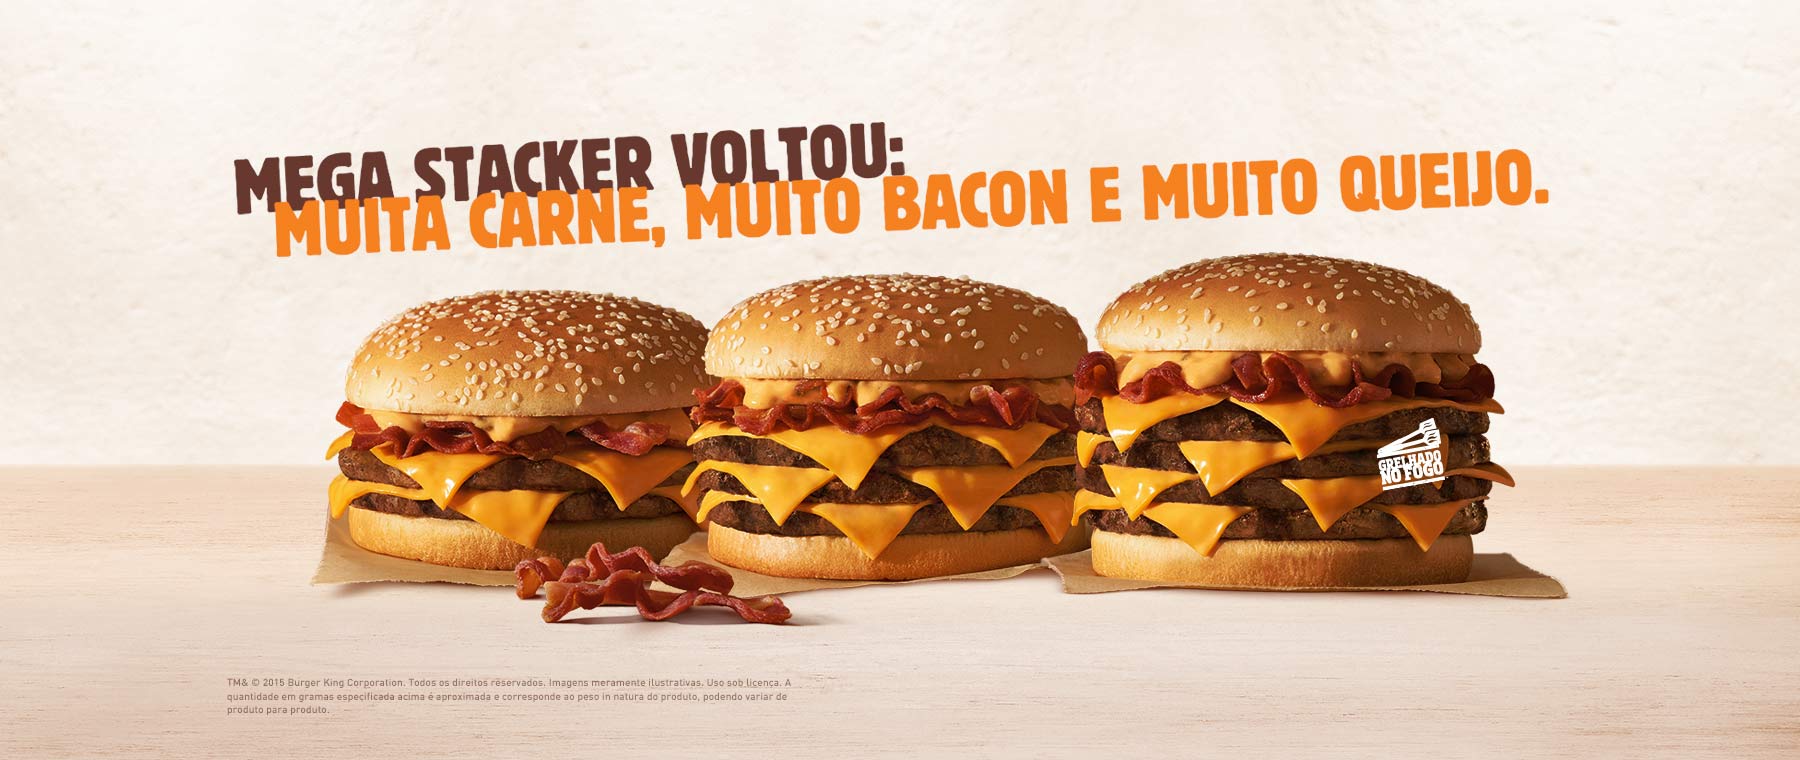 MEGA STACKER VOLTOU:
MUITA CARNE, MUITO BACON E MUITO QUEIJO.
GRELHADO
NO FOGO
TM& © 2015 Burger King Corporation. Todos os direitos reservados. Imagens meramente ilustrativas. Uso sob licença. A
quantidade em gramas especificada acima é aproximada e corresponde ao peso in natura do produto, podendo variar de
produto para produto.